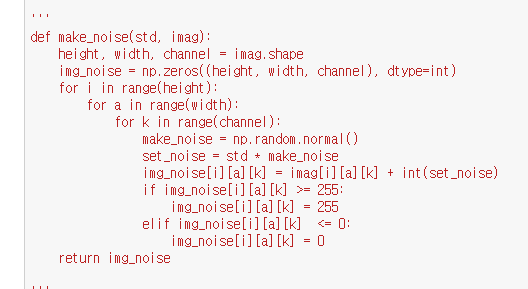 '''
def make_noise(std, imag):
    height, width, channel = imag.shape
    img_noise = np.zeros((height, width, channel), dtype=int)
    for i in range(height):
        for a in range(width):
            for k in range(channel):
                make_noise = np.random.normal()
                set_noise = std * make_noise
                img_noise[i][a][k] = imag[i][a][k] + int(set_noise)
                if img_noise[i][a][k] >= 255:
                    img_noise[i][a][k] = 255
                elif img_noise[i][a][k]  <= 0:
                    img_noise[i][a][k] = 0
    return img_noise
'''